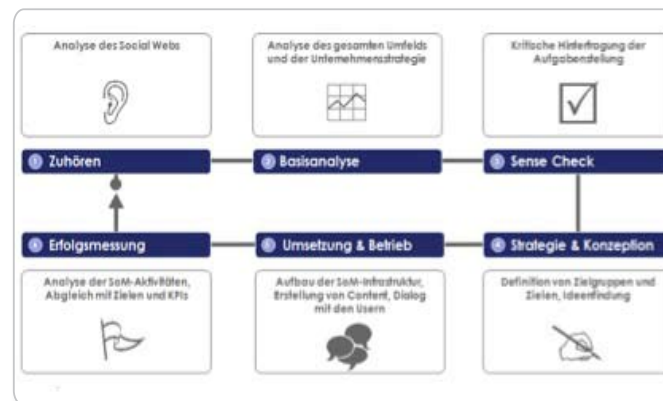 Analyse des Social Webs
Analyse des gesamten Umfelds
und der Unternehmensstrategie
Kritische Hinterfragung der
Aufgabenstellung
1 Zuhören
2 Basisanalyse
3 Sense Check
6 Erfolgsmessung
5 Umsetzung & Betrieb
4 Strategie & Konzeption
Analyse der SoM-Aktivitäten,
Abgleich mit Zielen und KPIs
Aufbau der SoM-Infrastruktur,
Erstellung von Content, Dialog
mit den Usern
Definition von Zielgruppen und
Zielen, Ideenfindung